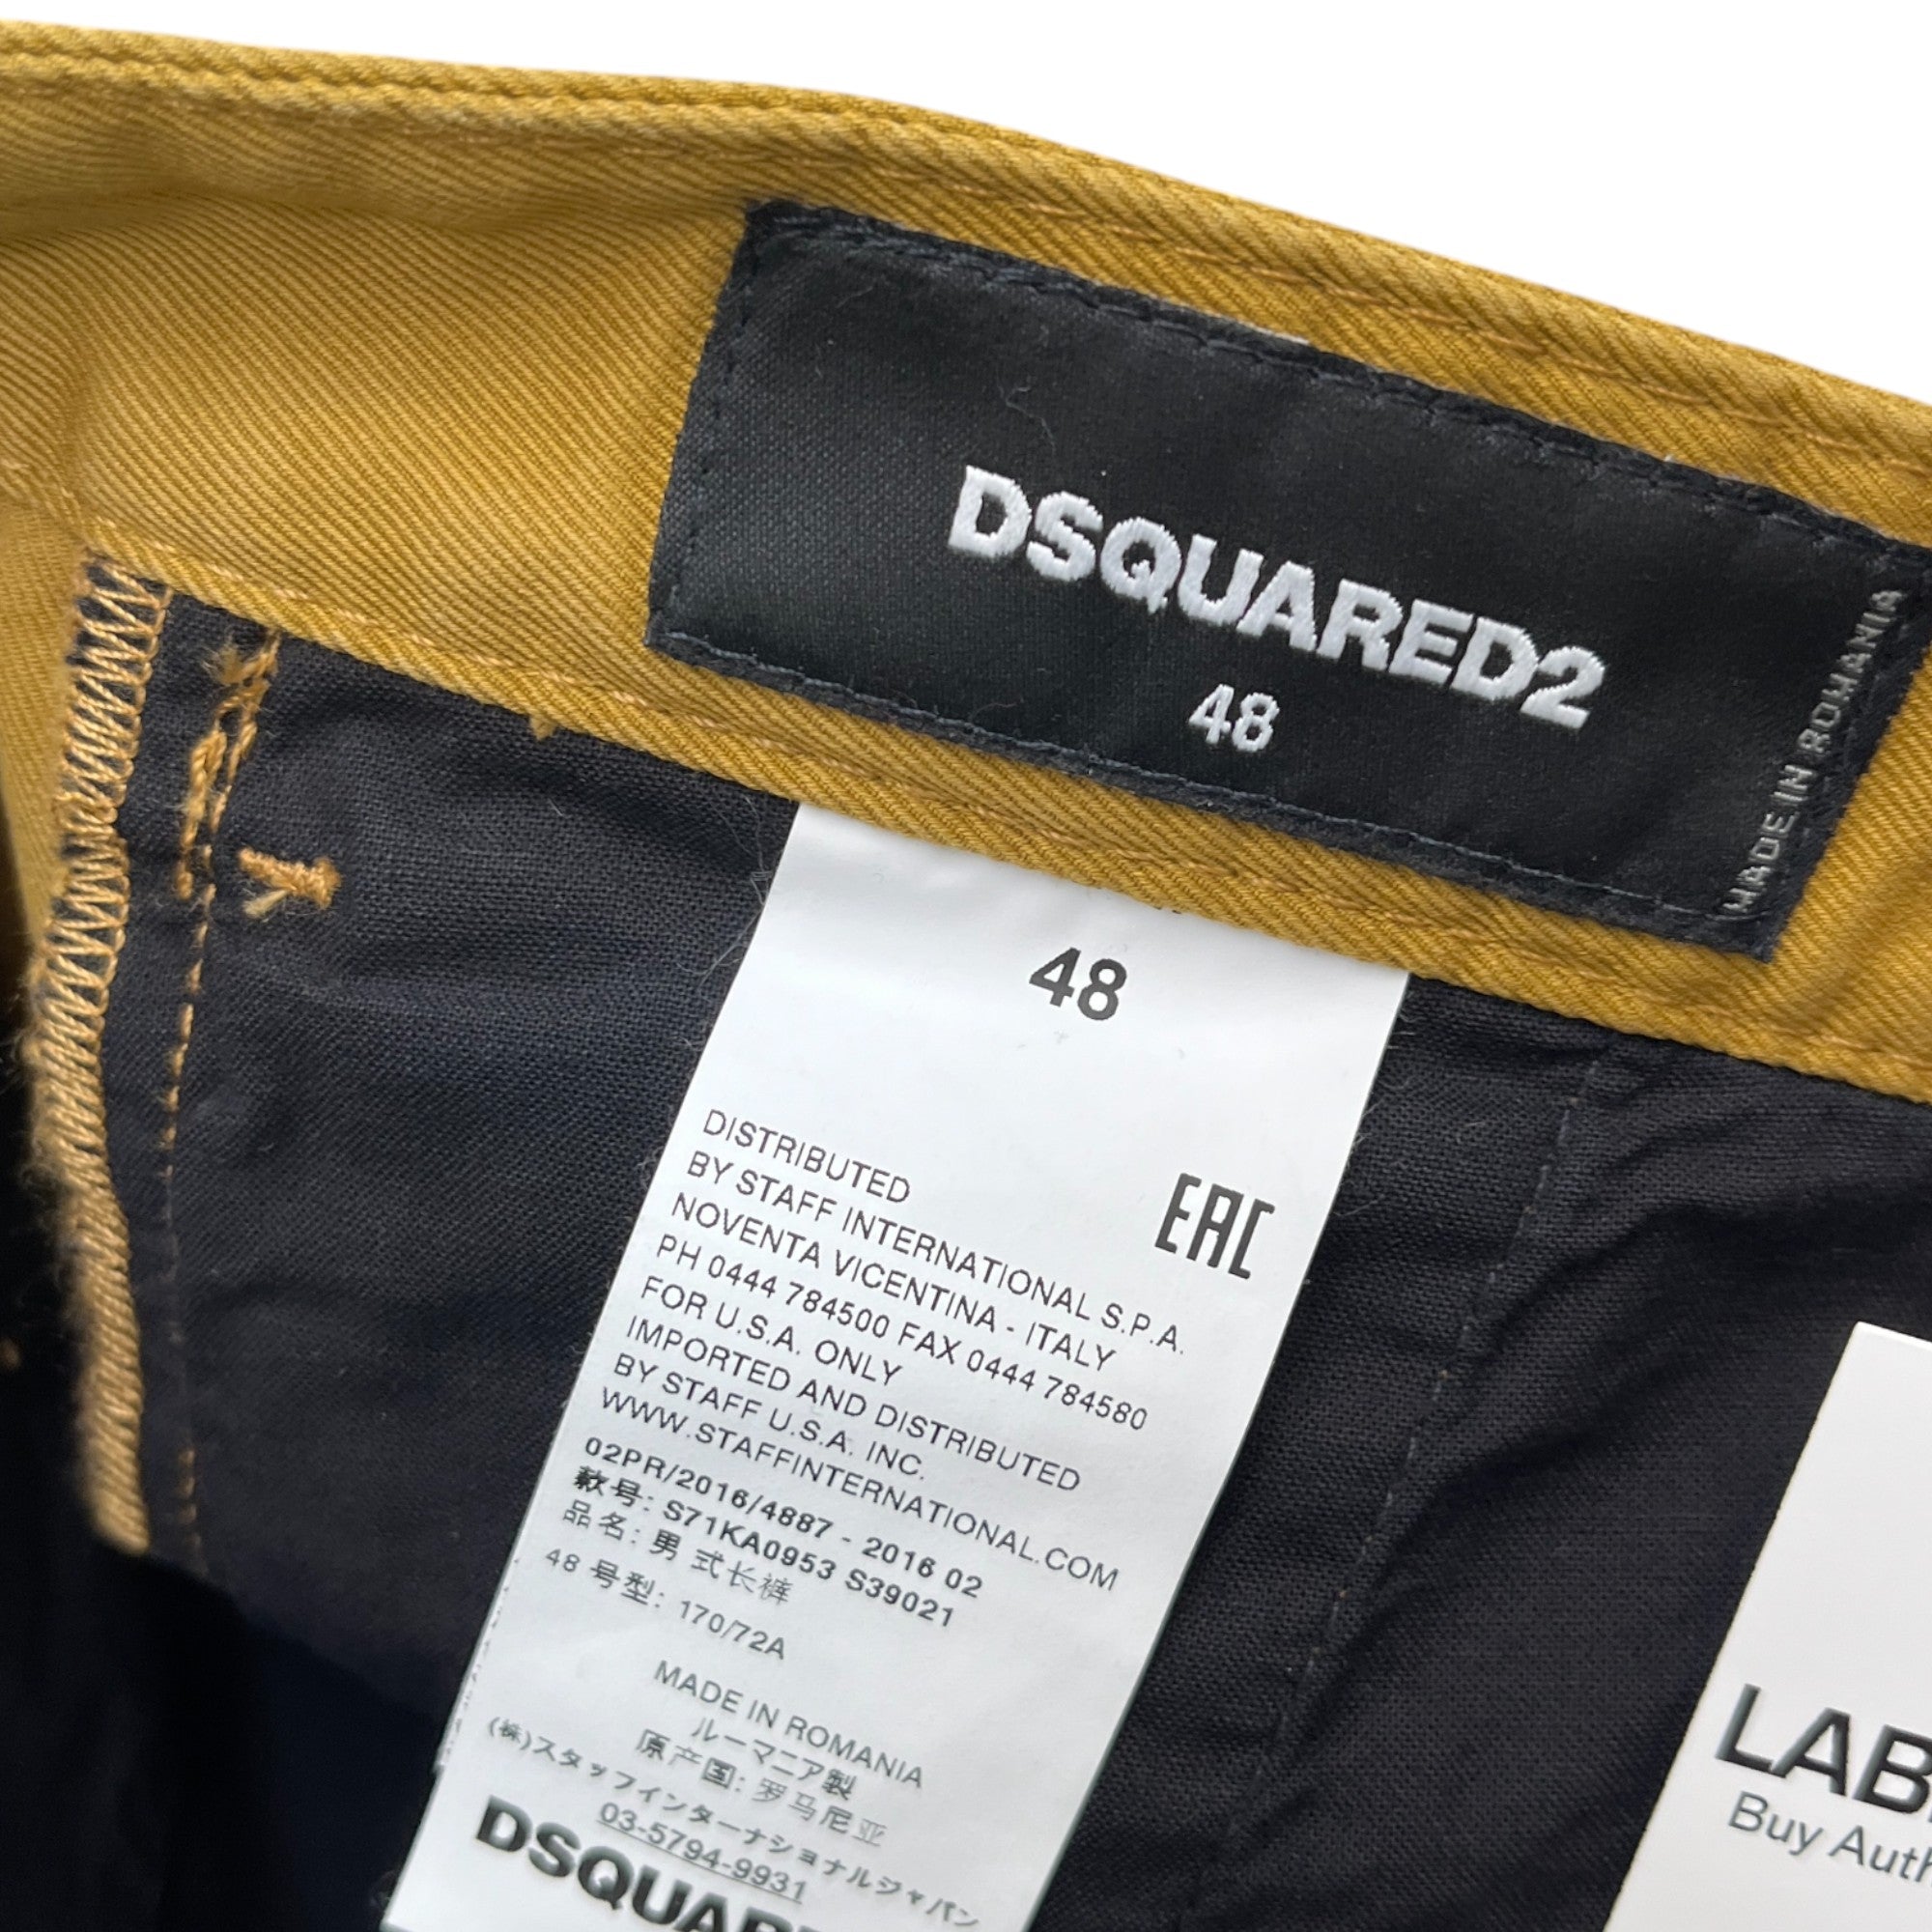 DSQUARED2
48
MADE IN ROMANIA
48
DISTRIBUTED
BY STAFF INTERNATIONAL S.P.A.
NOVENTA VICENTINA - ITALY
PH 0444 784500 FAX 0444 784580
FOR U.S.A. ONLY
IMPORTED AND DISTRIBUTED
BY STAFF U.S.A. INC.
WWW.STAFFINTERNATIONAL.COM
EAC
02PR/2016/4887 - 2016 02
款号: S71KA0953 S39021
品名: 男 式长裤
48 号型: 170/72A
MADE IN ROMANIA
ルーマニア製
原产国: 罗马尼亚
(株)スタッフインターナショナルジャパン
03-5794-9931
DSQUAR
LAB
Buy Auth